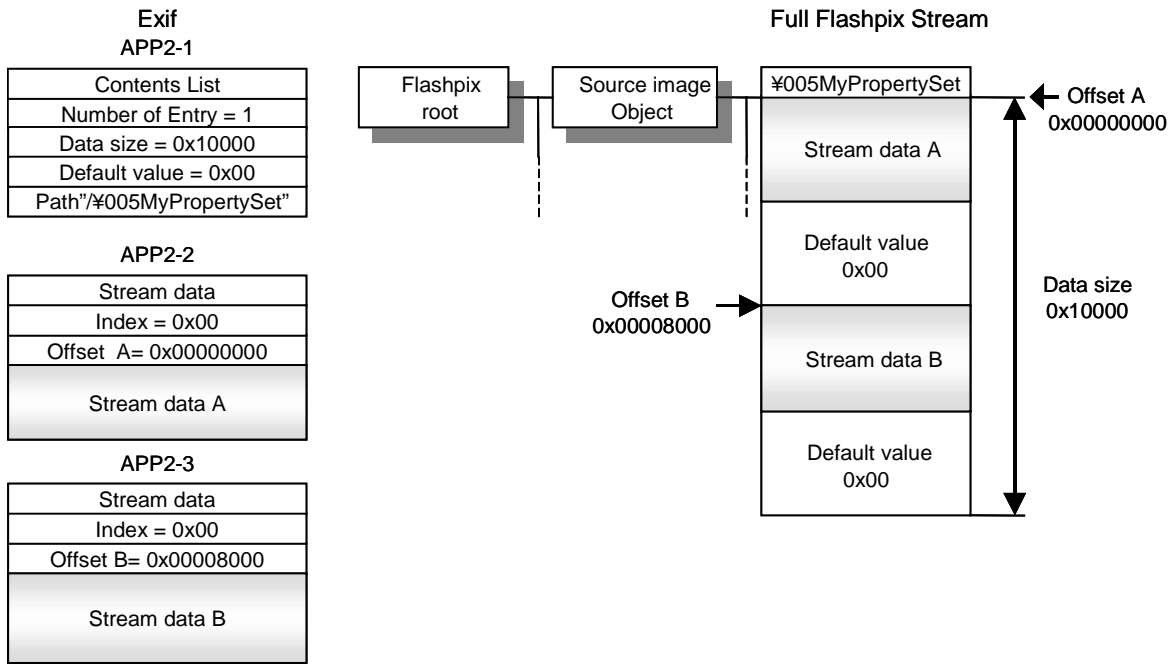 Exif
APP2-1
Contents List
Number of Entry = 1
Data size = 0x10000
Default value = 0x00
Path"/¥005MyPropertySet"
APP2-2
Stream data
Index = 0x00
Offset A= 0x00000000
Stream data A
APP2-3
Stream data
Index = 0x00
Offset B= 0x00008000
Stream data B
Full Flashpix Stream
Flashpix
root
Source image
Object
¥005MyPropertySet
Offset A
0x00000000
Stream data A
Default value
0x00
Offset B
0x00008000
Data size
0x10000
Stream data B
Default value
0x00